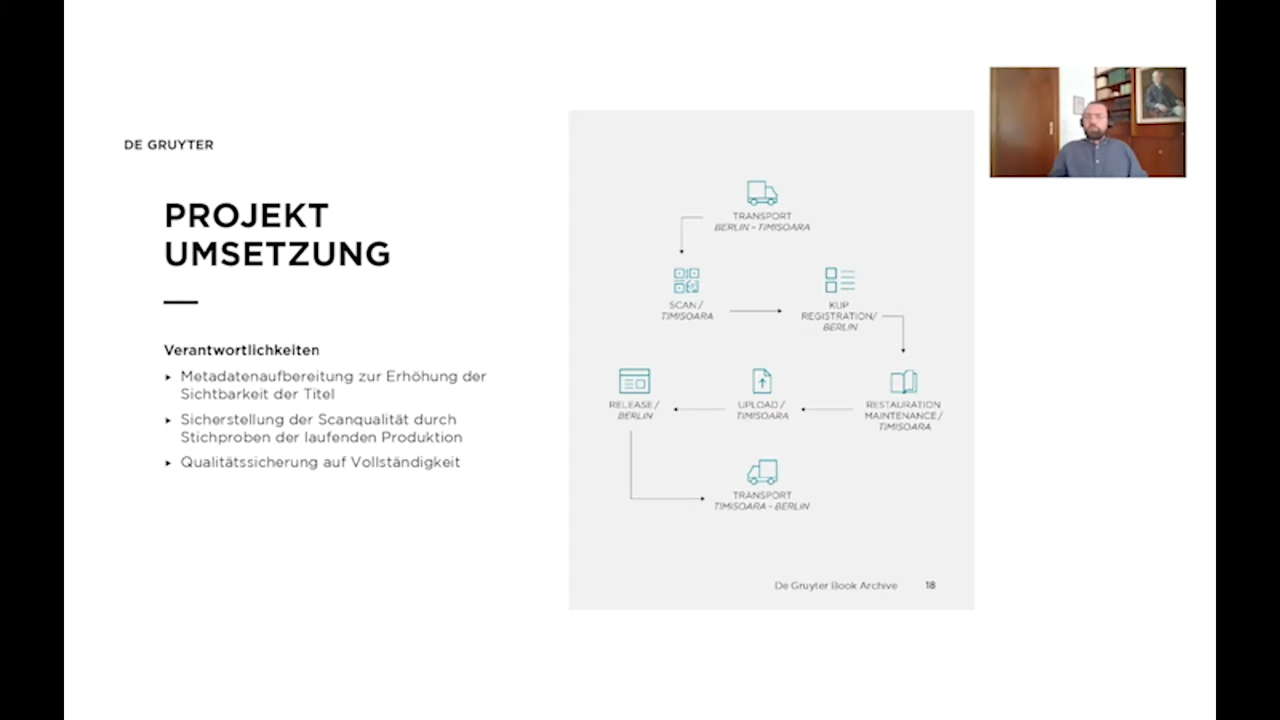 DE GRUYTER
PROJEKT
UMSETZUNG
Verantwortlichkeiten
Metadatenaufbereitung zur Erhöhung der
Sichtbarkeit der Titel
Sicherstellung der Scanqualität durch
Stichproben der laufenden Produktion
Qualitätssicherung auf Vollständigkeit
TRANSPORT
BERLIN – TIMISOARA
SCAN /
TIMISOARA
KUP
REGISTRATION/
BERLIN
RELEASE /
BERLIN
UPLOAD /
TIMISOARA
RESTAURATION
MAINTENANCE /
TIMISOARA
TRANSPORT
TIMISOARA - BERLIN
De Gruyter Book Archive 18